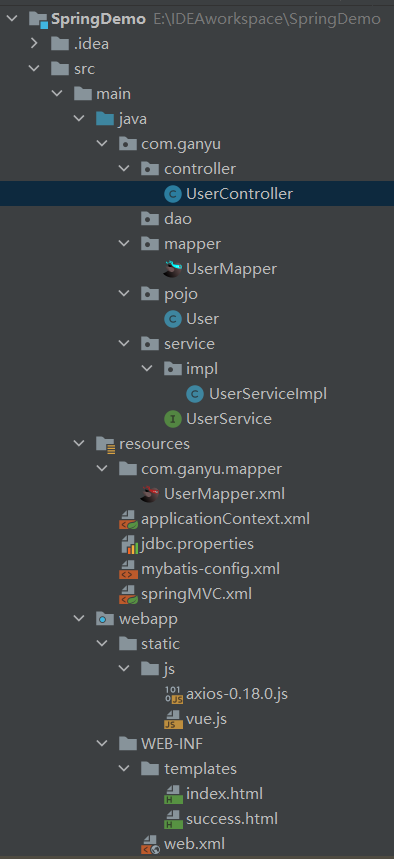 SpringDemo E:\IDEAworkspace\SpringDemo
.idea
src
main
java
com.ganyu
controller
UserController
dao
mapper
UserMapper
pojo
User
service
impl
UserServiceImpl
UserService
resources
com.ganyu.mapper
UserMapper.xml
applicationContext.xml
jdbc.properties
mybatis-config.xml
springMVC.xml
webapp
static
js
axios-0.18.0.js
vue.js
WEB-INF
templates
index.html
success.html
web.xml